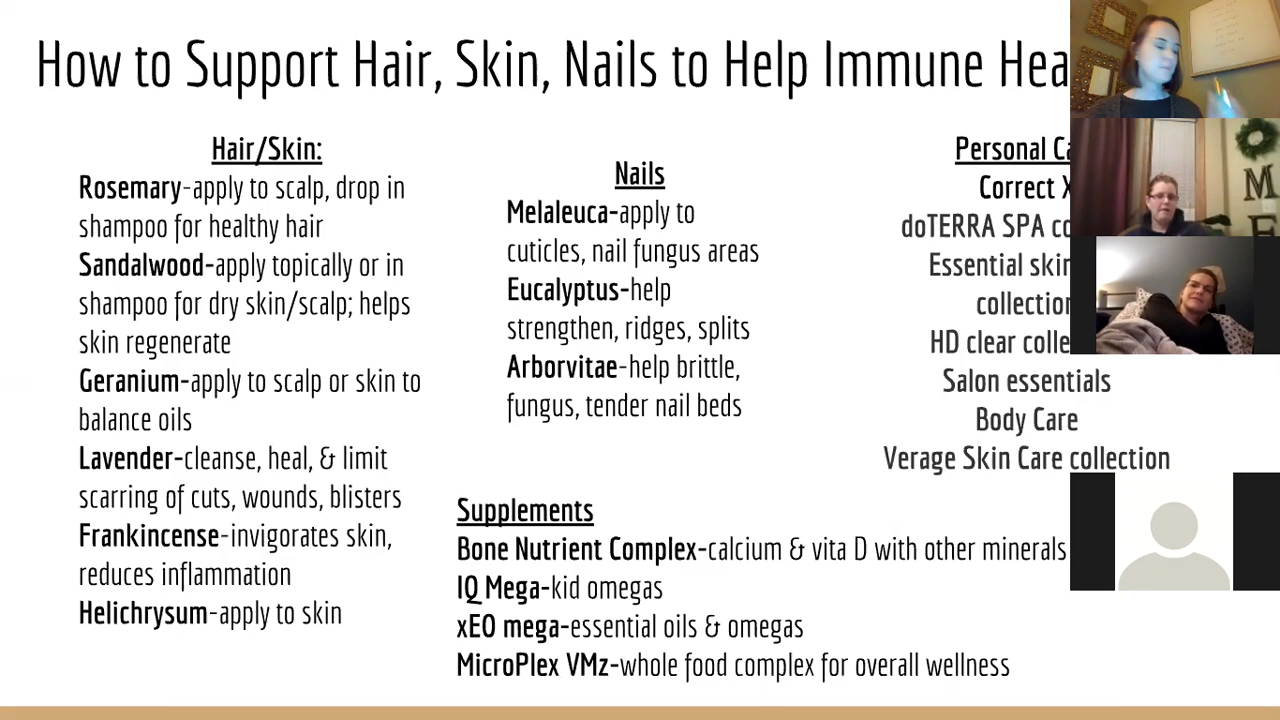 How to Support Hair, Skin, Nails to Help Immune
Hair/Skin:
Rosemary-apply to scalp, drop in
shampoo for healthy hair
Sandalwood-apply topically or in
shampoo for dry skin/scalp; helps
skin regenerate
Geranium-apply to scalp or skin to
balance oils
Lavender-cleanse, heal, & limit
scarring of cuts, wounds, blisters
Frankincense-invigorates skin,
reduces inflammation
Helichrysum-apply to skin
Nails
Melaleuca-apply to
cuticles, nail fungus areas
Eucalyptus-help
strengthen, ridges, splits
Arborvitae-help brittle,
fungus, tender nail beds
Personal
Correct X
doTERRA SPA
Essential
collection
HD clear
Salon essentials
Body Care
Verage Skin Care collection
Supplements
Bone Nutrient Complex-calcium & vita D with other minerals
IQ Mega-kid omegas
xEO mega-essential oils & omegas
MicroPlex VMz-whole food complex for overall wellness
M